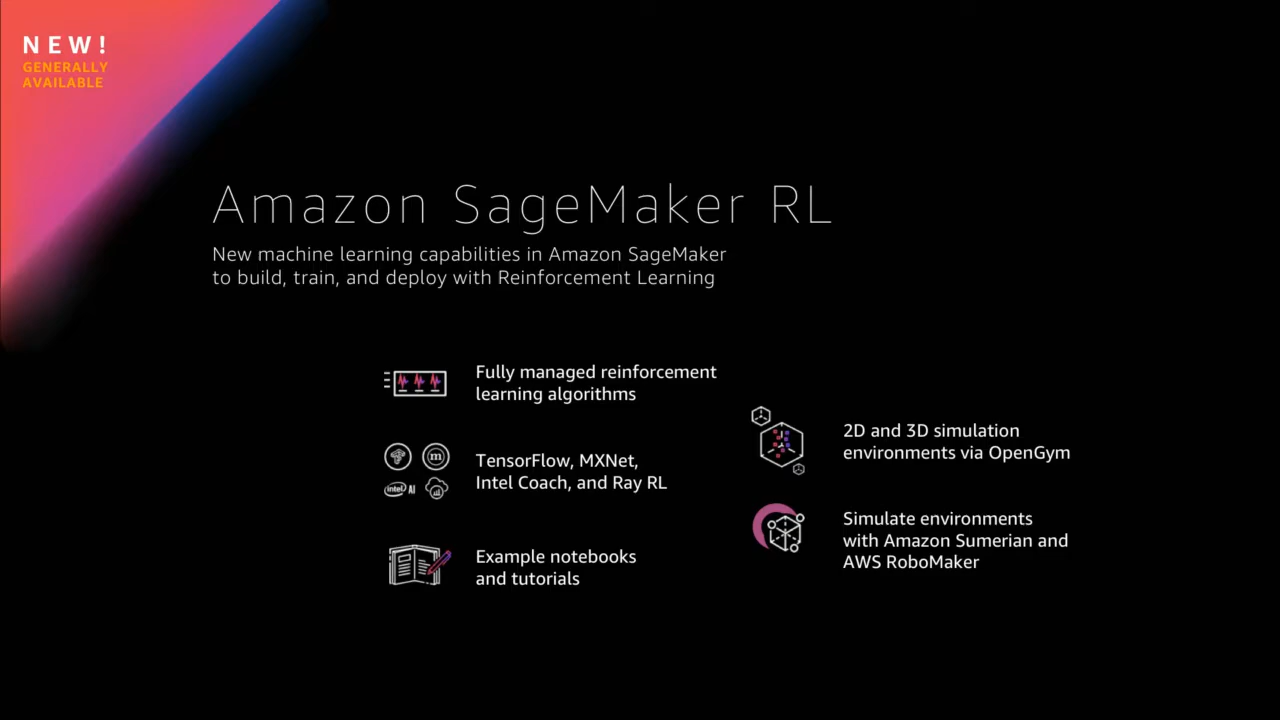 NEW!
GENERALLY
AVAILABLE
Amazon SageMaker RL
New machine learning capabilities in Amazon SageMaker
to build, train, and deploy with Reinforcement Learning
Fully managed reinforcement
learning algorithms
m
intel AI
TensorFlow, MXNet,
Intel Coach, and Ray RL
Example notebooks
and tutorials
2D and 3D simulation
environments via OpenGym
Simulate environments
with Amazon Sumerian and
AWS RoboMaker